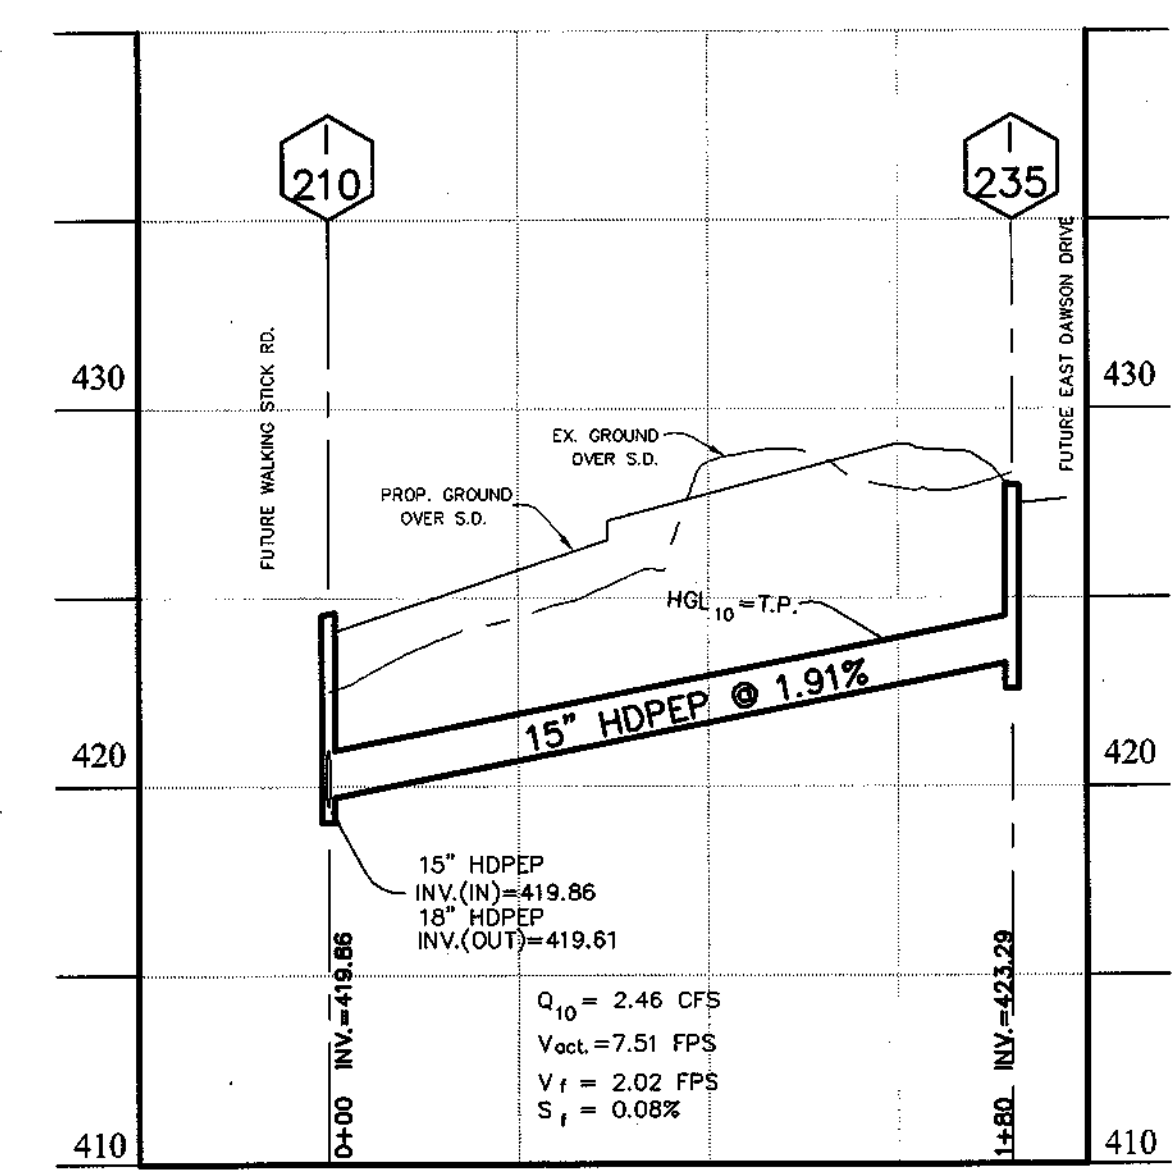 I
210
I
235
FUTURE WALKING STICK RD.
FUTURE EAST DAWSON DRIVE
430
430
EX. GROUND
OVER S.D.
PROP. GROUND
OVER S.D.
HGL10=T.P.
15" HDPEP @ 1.91%
420
420
15" HDPEP
INV.(IN)=419.86
18" HDPEP
INV.(OUT)=419.61
0+00 INV.=419.86
1+80 INV.=423.29
Q10= 2.46 CFS
Vact.=7.51 FPS
Vf = 2.02 FPS
Sf = 0.08%
410
410